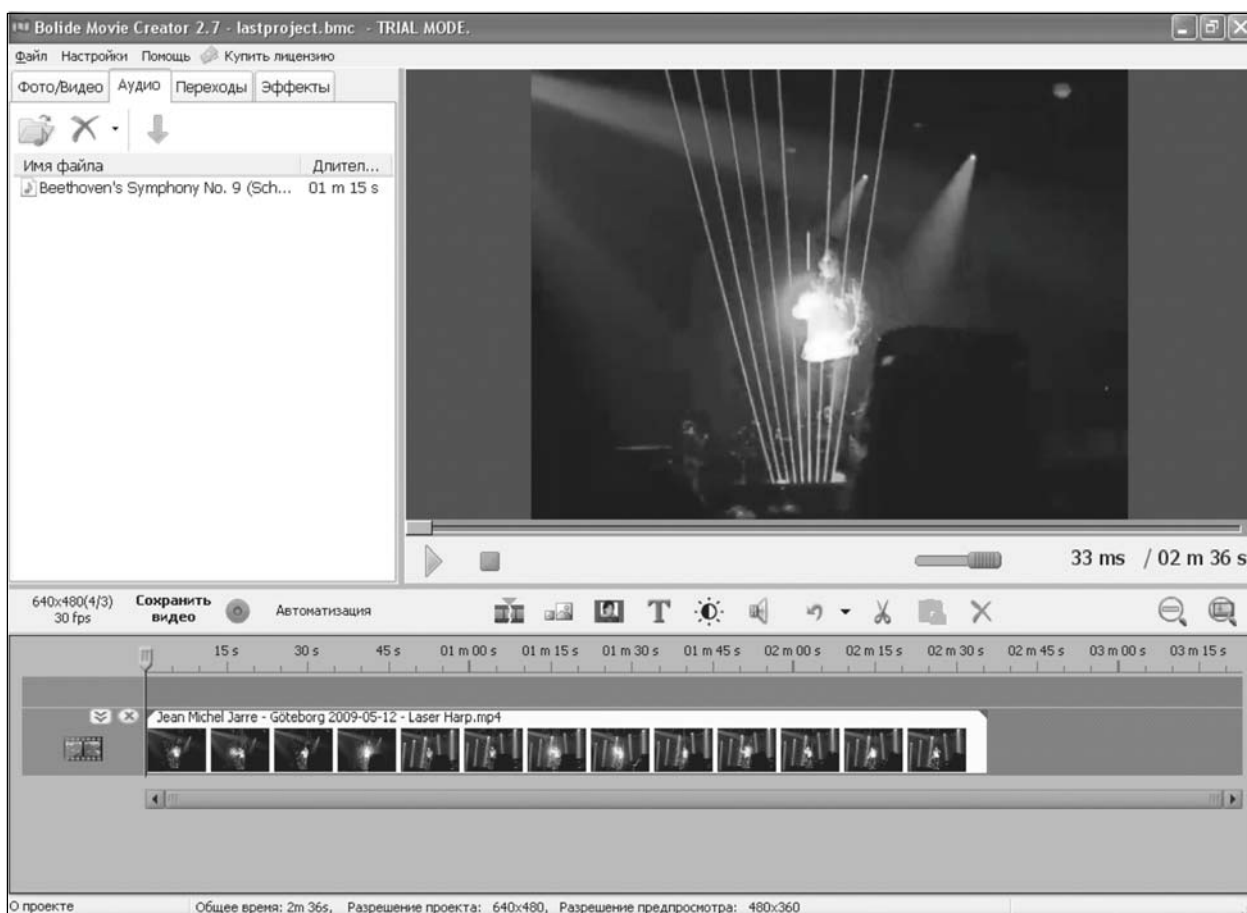 Bolide Movie Creator 2.7 - lastproject.bmc - TRIAL MODE.
Файл Настройки Помощь Купить лицензию
Фото/Видео Аудио Переходы Эффекты
Имя файла Длител...
Beethoven's Symphony No. 9 (Sch... 01 m 15 s
33 ms / 02 m 36 s
640x480(4/3)
30 fps
Сохранить
видео
Автоматизация
T
15 s 30 s 45 s 01 m 00 s 01 m 15 s 01 m 30 s 01 m 45 s 02 m 00 s 02 m 15 s 02 m 30 s 02 m 45 s 03 m 00 s 03 m 15 s
Jean Michel Jarre - Göteborg 2009-05-12 - Laser Harp.mp4
О проекте Общее время: 2m 36s, Разрешение проекта: 640x480, Разрешение предпросмотра: 480x360